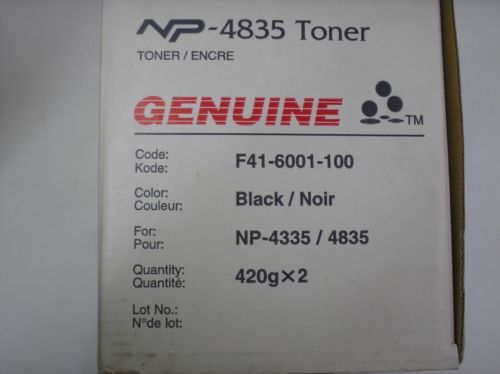 NP-4835 Toner
TONER / ENCRE
GENUINE TM
Code: F41-6001-100
Kode:
Color: Black / Noir
Couleur:
For: NP-4335 / 4835
Pour:
Quantity: 420g×2
Quantité:
Lot No.:
N°de lot: